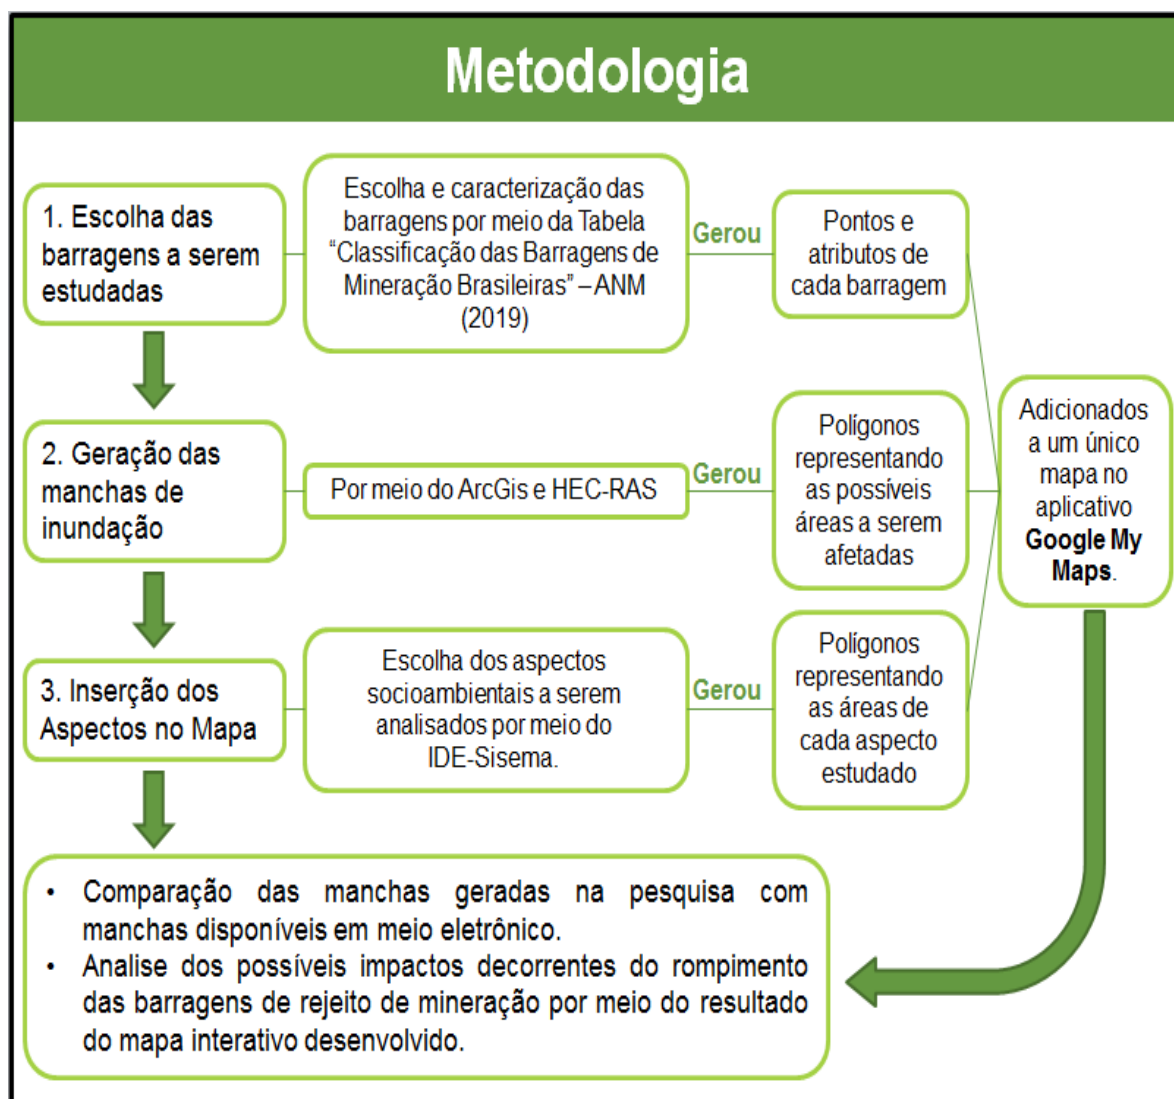 Metodologia
1. Escolha das
barragens a serem
estudadas
Escolha e caracterização das
barragens por meio da Tabela
“Classificação das Barragens de
Mineração Brasileiras” – ANM
(2019)
Gerou
Pontos e
atributos de
cada barragem
2. Geração das
manchas de
inundação
Por meio do ArcGis e HEC-RAS
Gerou
Polígonos
representando
as possíveis
áreas a serem
afetadas
3. Inserção dos
Aspectos no Mapa
Escolha dos aspectos
socioambientais a serem
analisados por meio do
IDE-Sisema.
Gerou
Polígonos
representando
as áreas de
cada aspecto
estudado
Adicionados
a um único
mapa no
aplicativo
Google My
Maps.
• Comparação das manchas geradas na pesquisa com
manchas disponíveis em meio eletrônico.
• Analise dos possíveis impactos decorrentes do rompimento
das barragens de rejeito de mineração por meio do resultado
do mapa interativo desenvolvido.